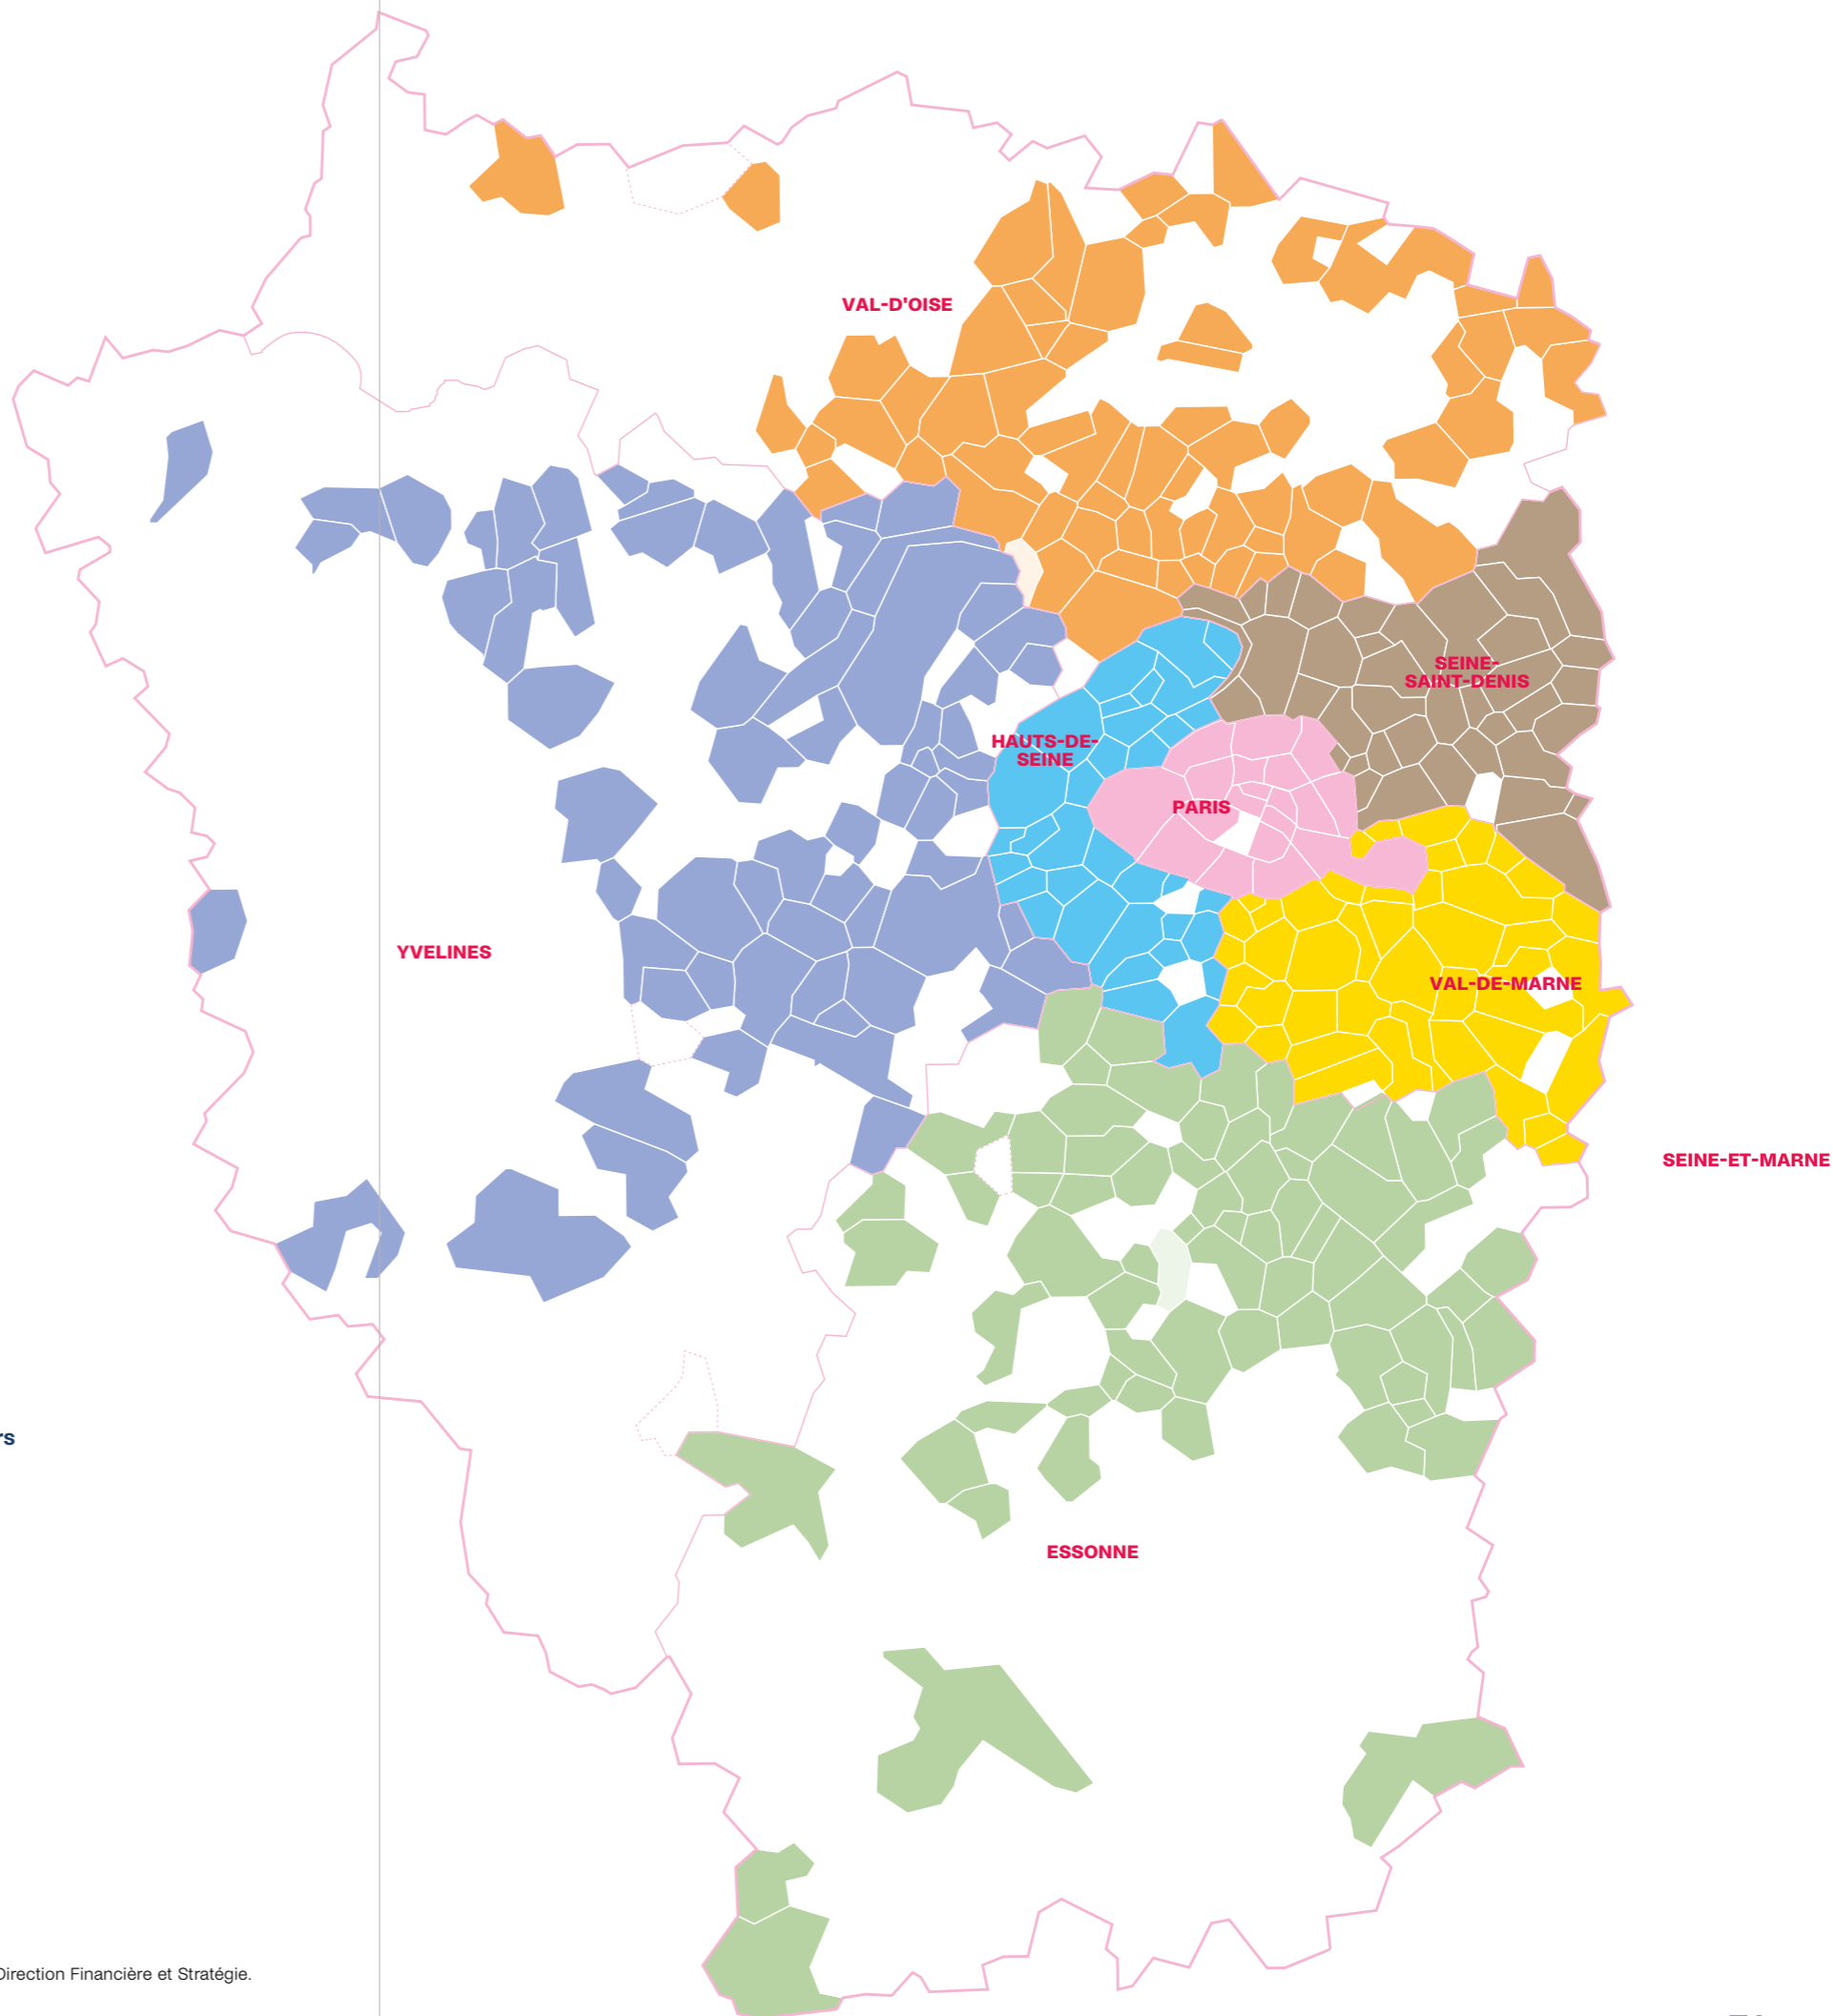 VAL-D'OISE
SEINE-
SAINT-DENIS
HAUTS-DE-
SEINE
PARIS
YVELINES
VAL-DE-MARNE
SEINE-ET-MARNE
rs
ESSONNE
Direction Financière et Stratégie.